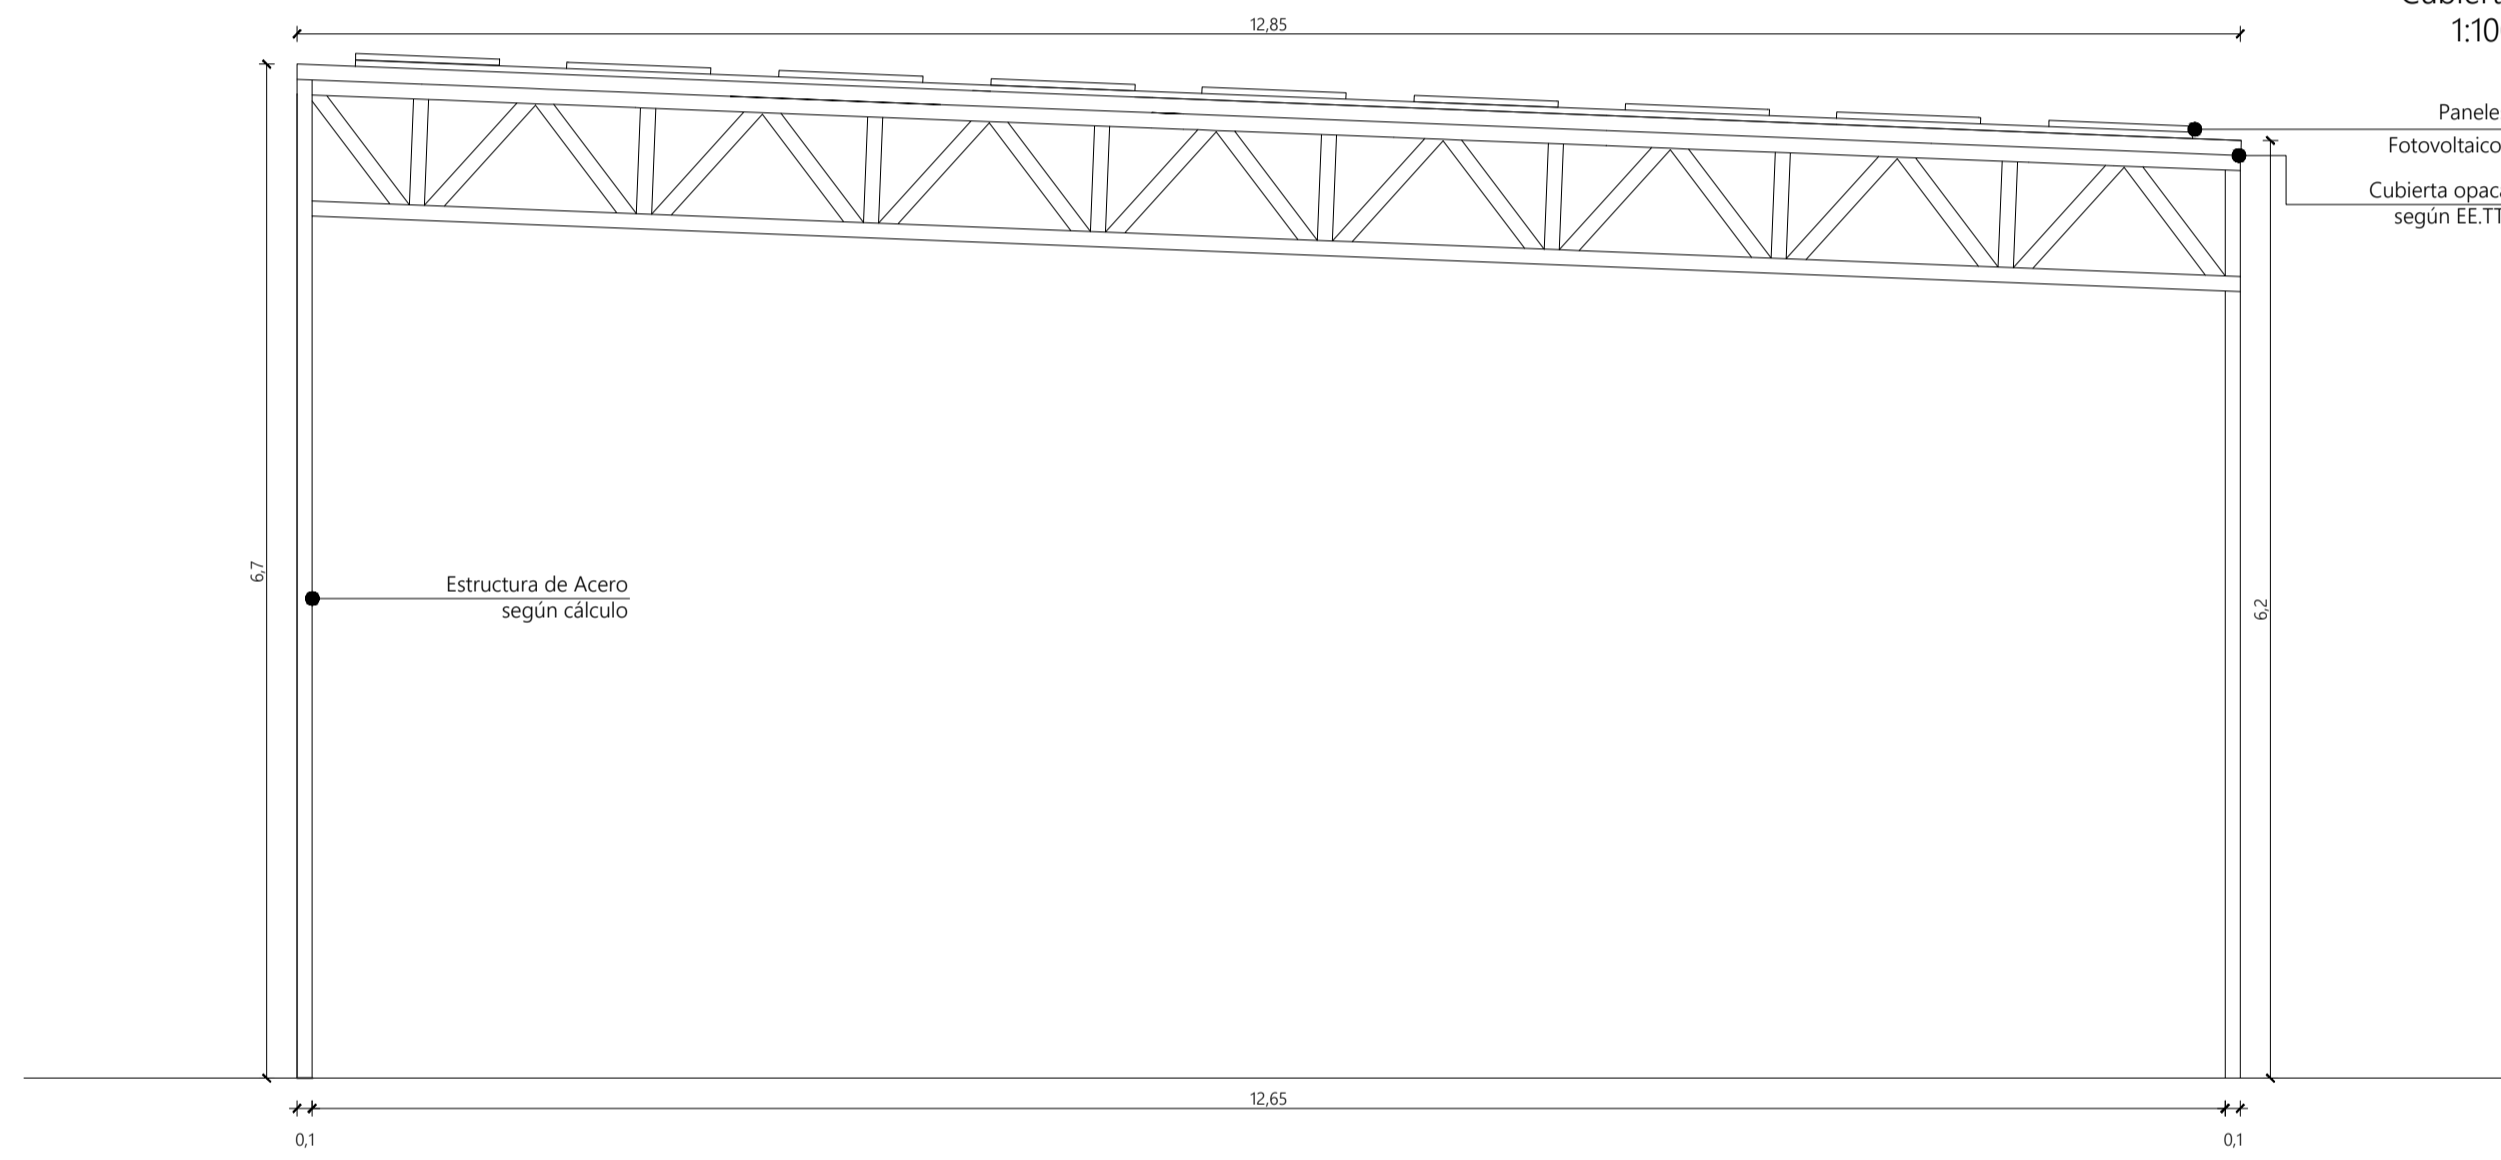 12,85
1:10
Panele
Fotovoltaico
Cubierta opaca
según EE.TT
6,7
Estructura de Acero
según cálculo
6,2
12,65
0,1
0,1